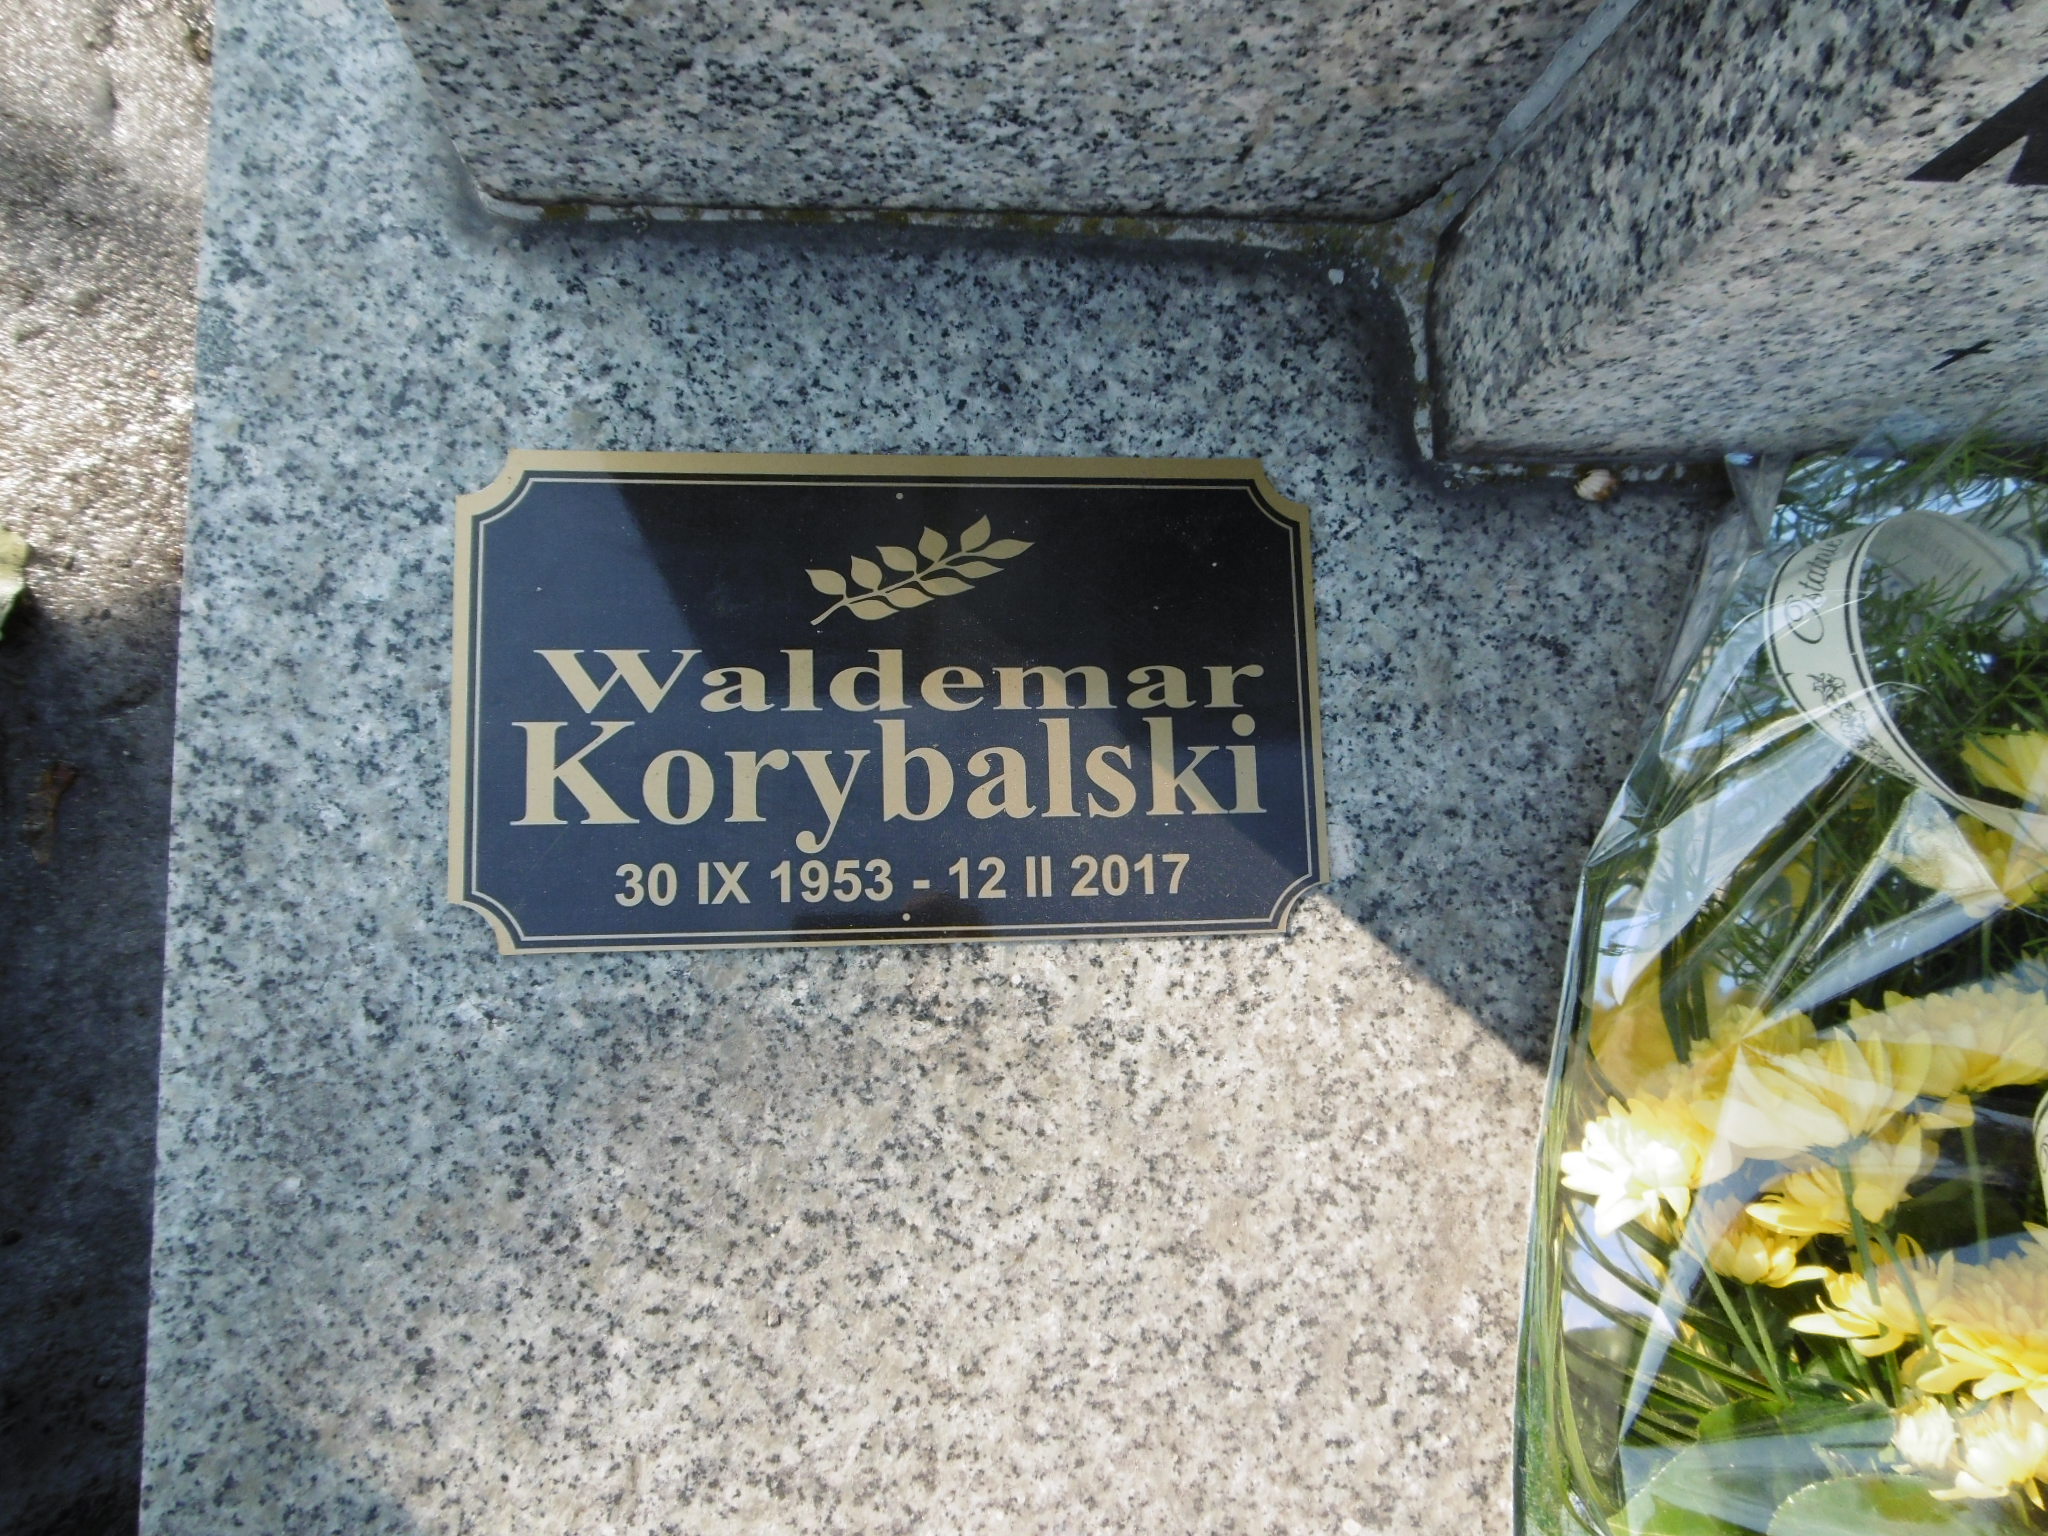 Waldemar
Korybalski
30 IX 1953 - 12 II 2017